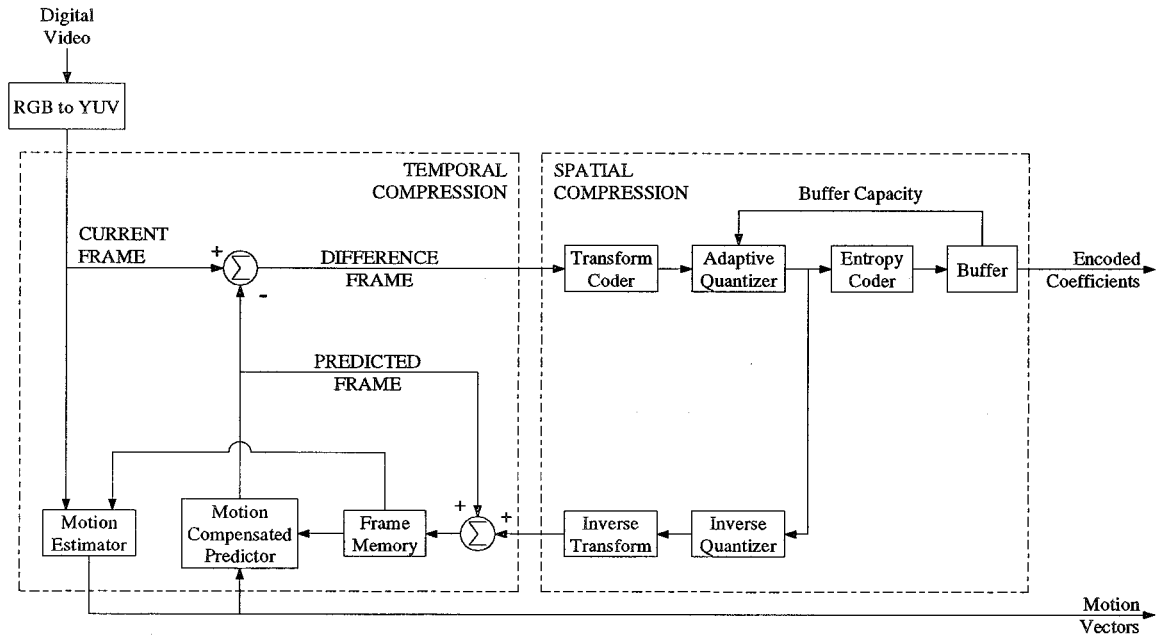 Digital
Video
RGB to YUV
TEMPORAL
COMPRESSION
SPATIAL
COMPRESSION
Buffer Capacity
CURRENT
FRAME
+
Σ
-
DIFFERENCE
FRAME
Transform
Coder
Adaptive
Quantizer
Entropy
Coder
Buffer
Encoded
Coefficients
PREDICTED
FRAME
Motion
Estimator
Motion
Compensated
Predictor
Frame
Memory
+
Σ
+
Inverse
Transform
Inverse
Quantizer
Motion
Vectors